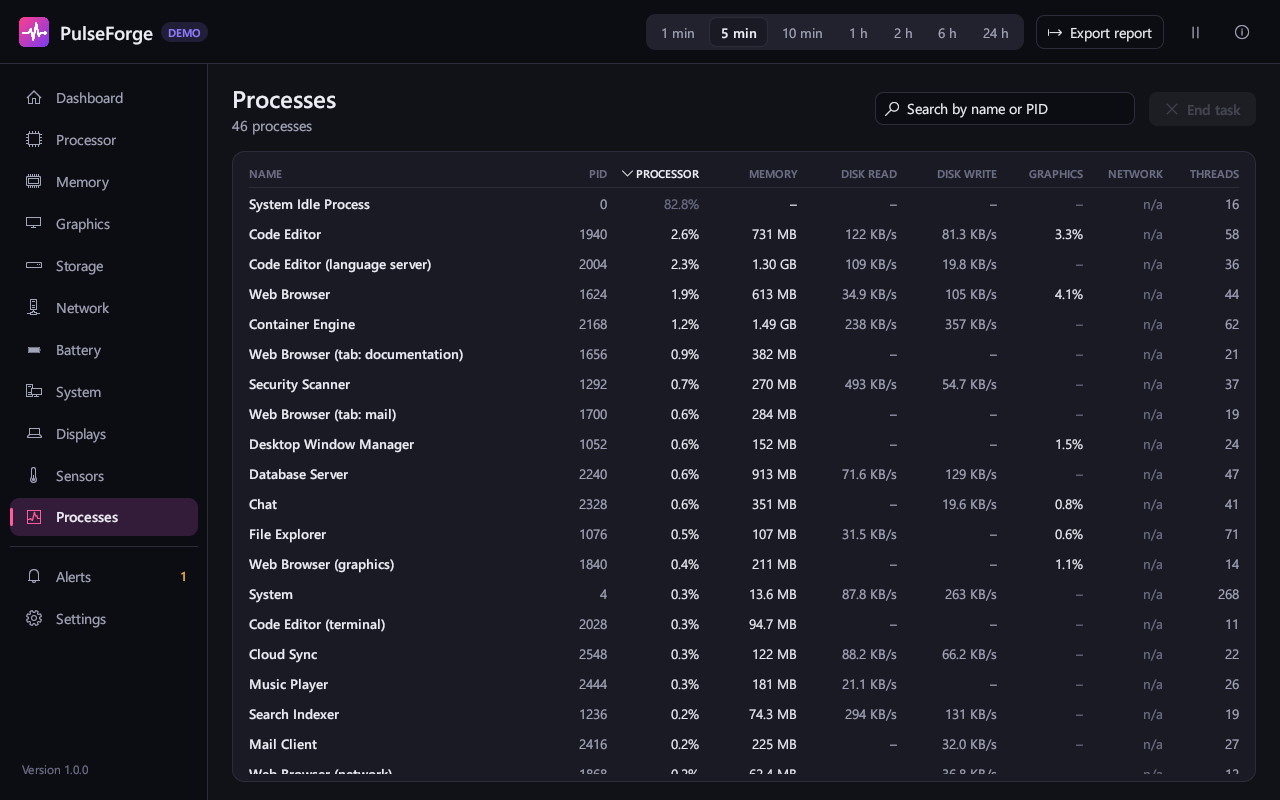 PulseForge DEMO
1 min 5 min 10 min 1 h 2 h 6 h 24 h
Export report
Dashboard
Processor
Memory
Graphics
Storage
Network
Battery
System
Displays
Sensors
Processes
Alerts 1
Settings
Version 1.0.0
Processes
46 processes
Search by name or PID
End task
NAME PID PROCESSOR MEMORY DISK READ DISK WRITE GRAPHICS NETWORK THREADS
System Idle Process 0 82.8% – – – – n/a 16
Code Editor 1940 2.6% 731 MB 122 KB/s 81.3 KB/s 3.3% n/a 58
Code Editor (language server) 2004 2.3% 1.30 GB 109 KB/s 19.8 KB/s – n/a 36
Web Browser 1624 1.9% 613 MB 34.9 KB/s 105 KB/s 4.1% n/a 44
Container Engine 2168 1.2% 1.49 GB 238 KB/s 357 KB/s – n/a 62
Web Browser (tab: documentation) 1656 0.9% 382 MB – – – n/a 21
Security Scanner 1292 0.7% 270 MB 493 KB/s 54.7 KB/s – n/a 37
Web Browser (tab: mail) 1700 0.6% 284 MB – – – n/a 19
Desktop Window Manager 1052 0.6% 152 MB – – 1.5% n/a 24
Database Server 2240 0.6% 913 MB 71.6 KB/s 129 KB/s – n/a 47
Chat 2328 0.6% 351 MB – 19.6 KB/s 0.8% n/a 41
File Explorer 1076 0.5% 107 MB 31.5 KB/s – 0.6% n/a 71
Web Browser (graphics) 1840 0.4% 211 MB – – 1.1% n/a 14
System 4 0.3% 13.6 MB 87.8 KB/s 263 KB/s – n/a 268
Code Editor (terminal) 2028 0.3% 94.7 MB – – – n/a 11
Cloud Sync 2548 0.3% 122 MB 88.2 KB/s 66.2 KB/s – n/a 22
Music Player 2444 0.3% 181 MB 21.1 KB/s – – n/a 26
Search Indexer 1236 0.2% 74.3 MB 294 KB/s 131 KB/s – n/a 19
Mail Client 2416 0.2% 225 MB – 32.0 KB/s – n/a 27
Web Browser (network) 1868 0.2% 62.4 MB – 36.8 KB/s – n/a 12